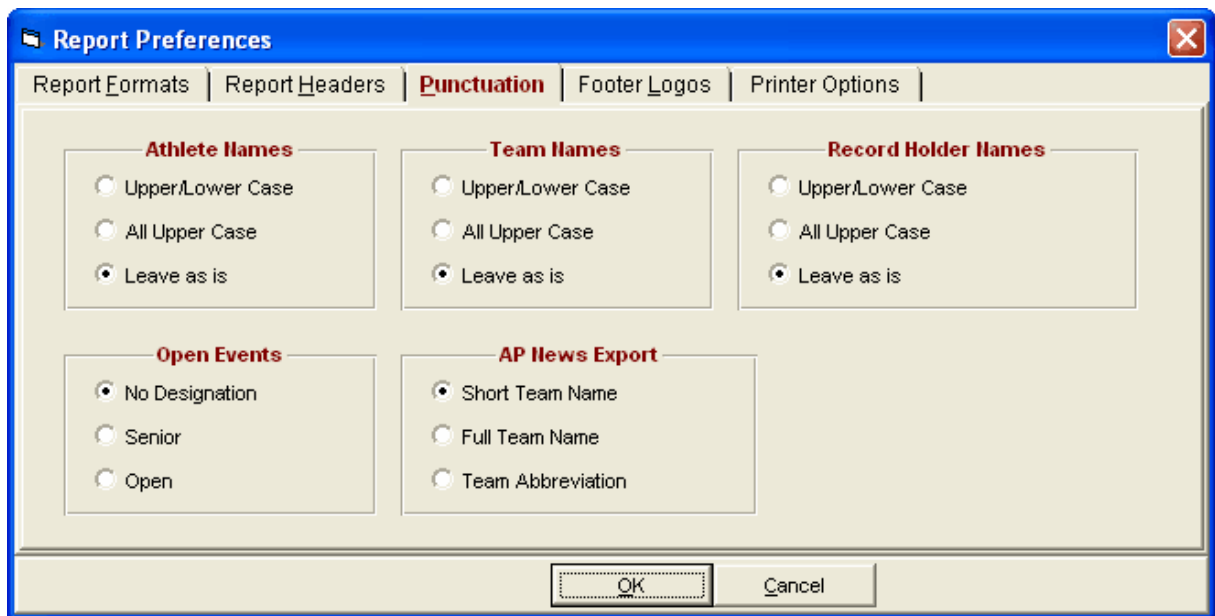 Report Preferences
Report Formats Report Headers Punctuation Footer Logos Printer Options
Athlete Names Team Names Record Holder Names
Upper/Lower Case Upper/Lower Case Upper/Lower Case
All Upper Case All Upper Case All Upper Case
Leave as is Leave as is Leave as is
Open Events AP News Export
No Designation Short Team Name
Senior Full Team Name
Open Team Abbreviation
OK Cancel